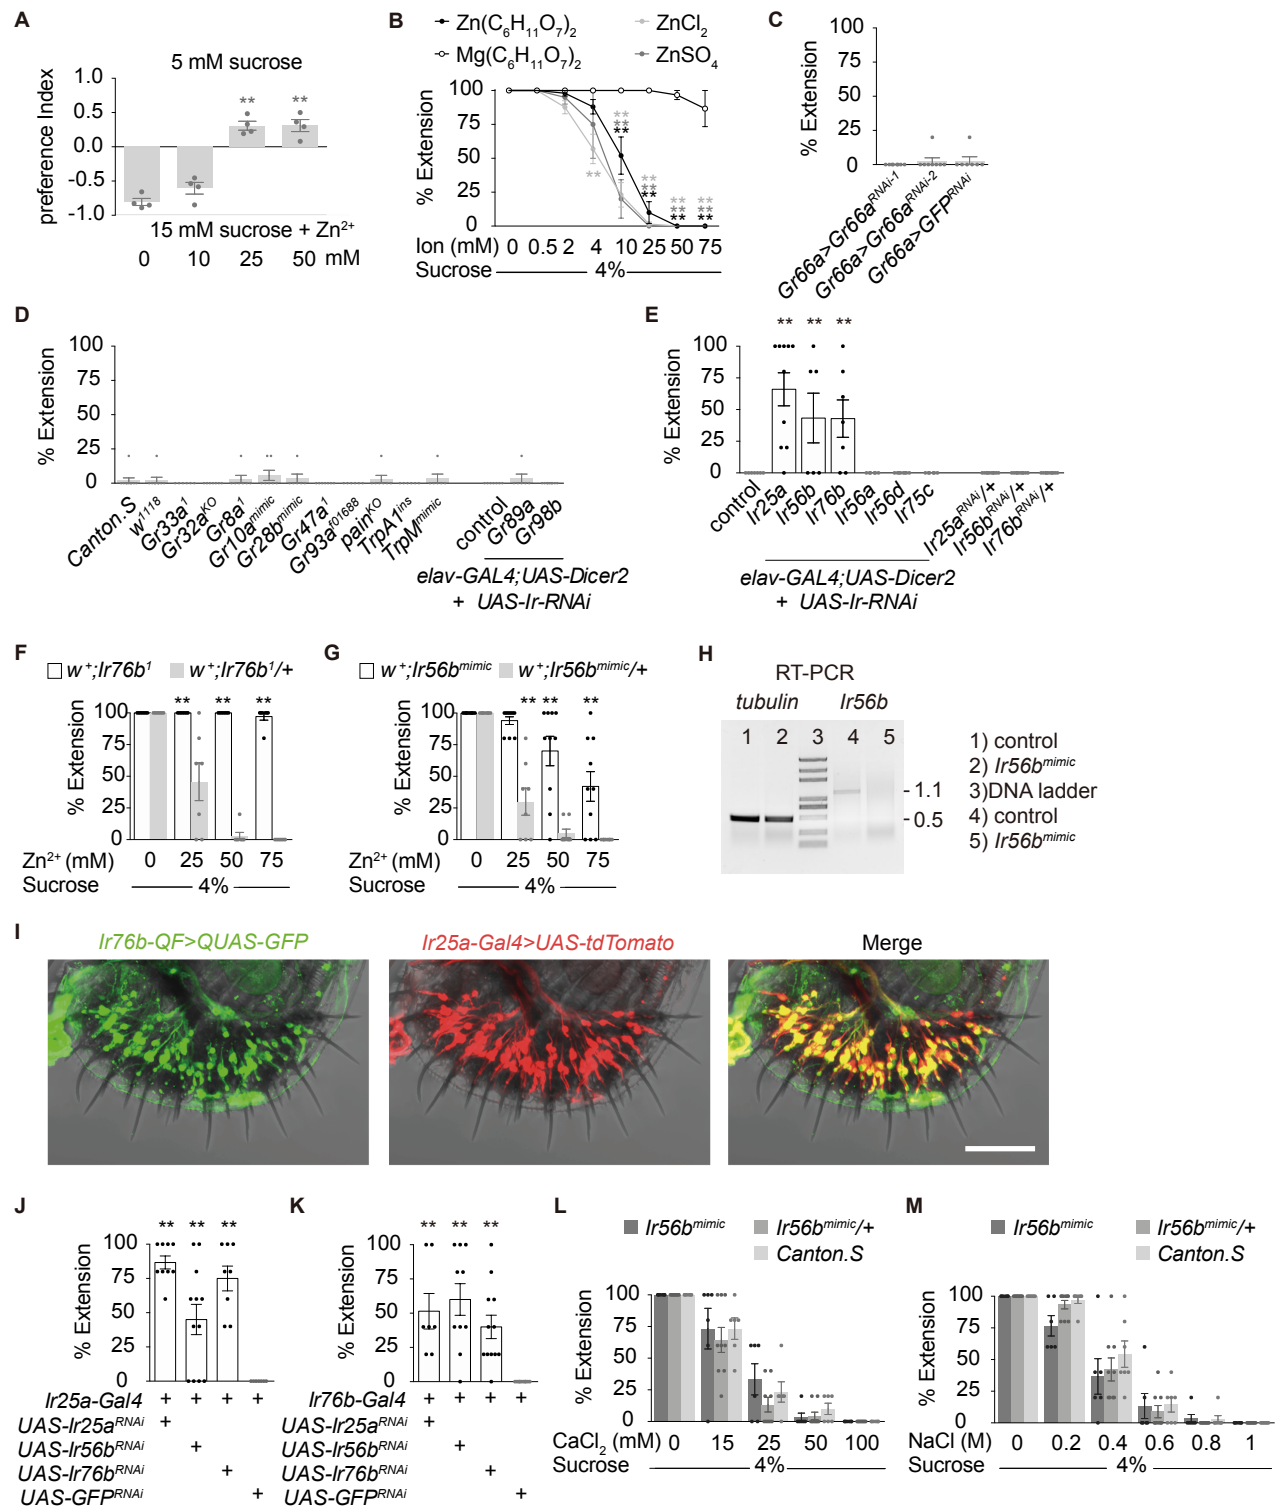 A
5 mm sucrose
preference Index
1.0
0.5
0.0
-0.5
-1.0
** **
15 mm sucrose + Zn²⁺
0 10 25 50 mM
B
Zn(C₆H₁₁O₇)₂ ZnCl₂
Mg(C₆H₁₁O₇)₂ ZnSO₄
% Extension
100
75
50
25
0
** ** ** **
** ** ** **
** ** ** **
**
Ion (mM) 0 0.5 2 4 10 25 50 75
Sucrose 4%
C
% Extension
100
75
50
25
0
Gr66a>Gr66aRNAi-1
Gr66a>Gr66aRNAi-2
Gr66a>GFPRNAi
D
% Extension
100
75
50
25
0
Canton.S
w1118
Gr33a1
Gr32aKO
Gr8a1
Gr10amimic
Gr28bmimic
Gr47a1
Gr93af01688
painKO
TrpA1ins
TrpMmimic
control
Gr89a
Gr98b
elav-GAL4;UAS-Dicer2
+ UAS-Ir-RNAi
E
% Extension
100
75
50
25
0
** ** **
control
Ir25a
Ir56b
Ir76b
Ir56a
Ir56d
Ir75c
Ir25aRNAi/+
Ir56bRNAi/+
Ir76bRNAi/+
elav-GAL4;UAS-Dicer2
+ UAS-Ir-RNAi
F
w⁺;Ir76b¹ w⁺;Ir76b¹/+
% Extension
100
75
50
25
0
** ** **
Zn²⁺ (mM) 0 25 50 75
Sucrose 4%
G
w⁺;Ir56bmimic w⁺;Ir56bmimic/+
% Extension
100
75
50
25
0
** ** **
Zn²⁺ (mM) 0 25 50 75
Sucrose 4%
H
RT-PCR
tubulin Ir56b
1 2 3 4 5
1.1
0.5
1) control
2) Ir56bmimic
3)DNA ladder
4) control
5) Ir56bmimic
I
Ir76b-QF>QUAS-GFP
Ir25a-Gal4>UAS-tdTomato
Merge
J
% Extension
100
75
50
25
0
** ** **
Ir25a-Gal4 + + + +
UAS-Ir25aRNAi +
UAS-Ir56bRNAi +
UAS-Ir76bRNAi +
UAS-GFPRNAi +
K
% Extension
100
75
50
25
0
** ** **
Ir76b-Gal4 + + + +
UAS-Ir25aRNAi +
UAS-Ir56bRNAi +
UAS-Ir76bRNAi +
UAS-GFPRNAi +
L
Ir56bmimic Ir56bmimic/+
Canton.S
% Extension
100
75
50
25
0
CaCl₂ (mM) 0 15 25 50 100
Sucrose 4%
M
Ir56bmimic Ir56bmimic/+
Canton.S
% Extension
100
75
50
25
0
NaCl (M) 0 0.2 0.4 0.6 0.8 1
Sucrose 4%